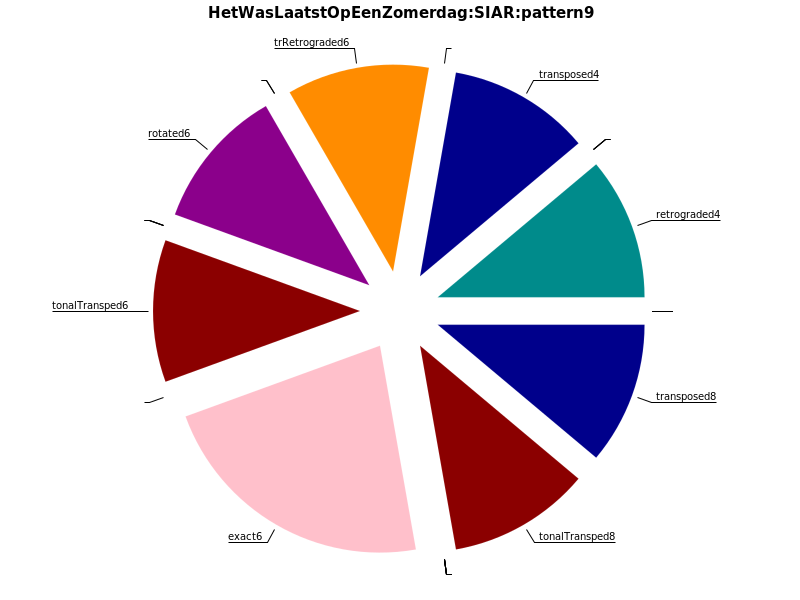 HetWasLaatstOpEenZomerdag:SIAR:pattern9
trRetrograded6
transposed4
rotated6
retrograded4
tonalTransped6
transposed8
exact6
tonalTransped8